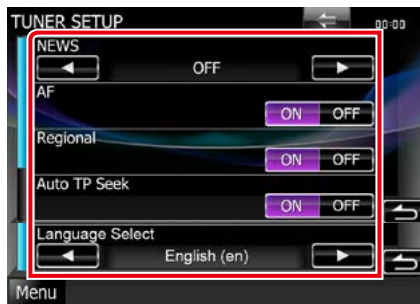 TUNER SETUP 00:00
NEWS
OFF
AF
ON OFF
Regional
ON OFF
Auto TP Seek
ON OFF
Language Select
English (en)
Menu